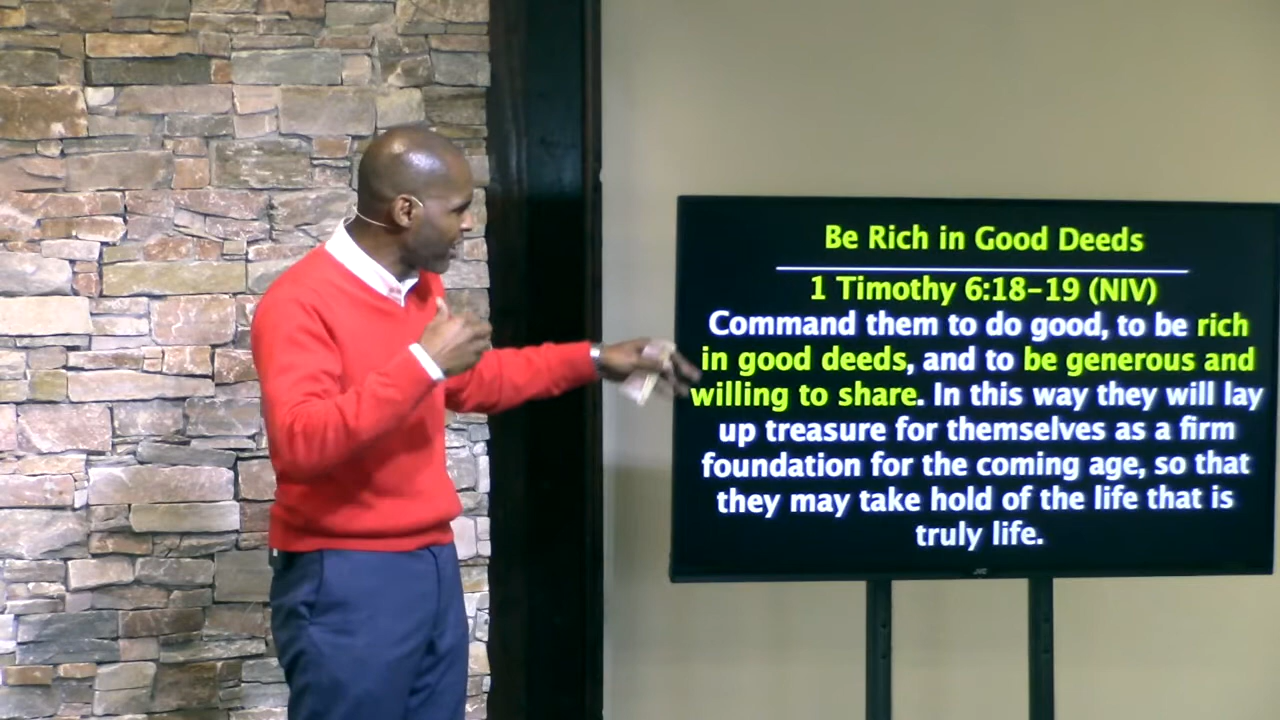 Be Rich in Good Deeds
1 Timothy 6:18-19 (NIV)
Command them to do good, to be rich
in good deeds, and to be generous and
willing to share. In this way they will lay
up treasure for themselves as a firm
foundation for the coming age, so that
they may take hold of the life that is
truly life.
JVC